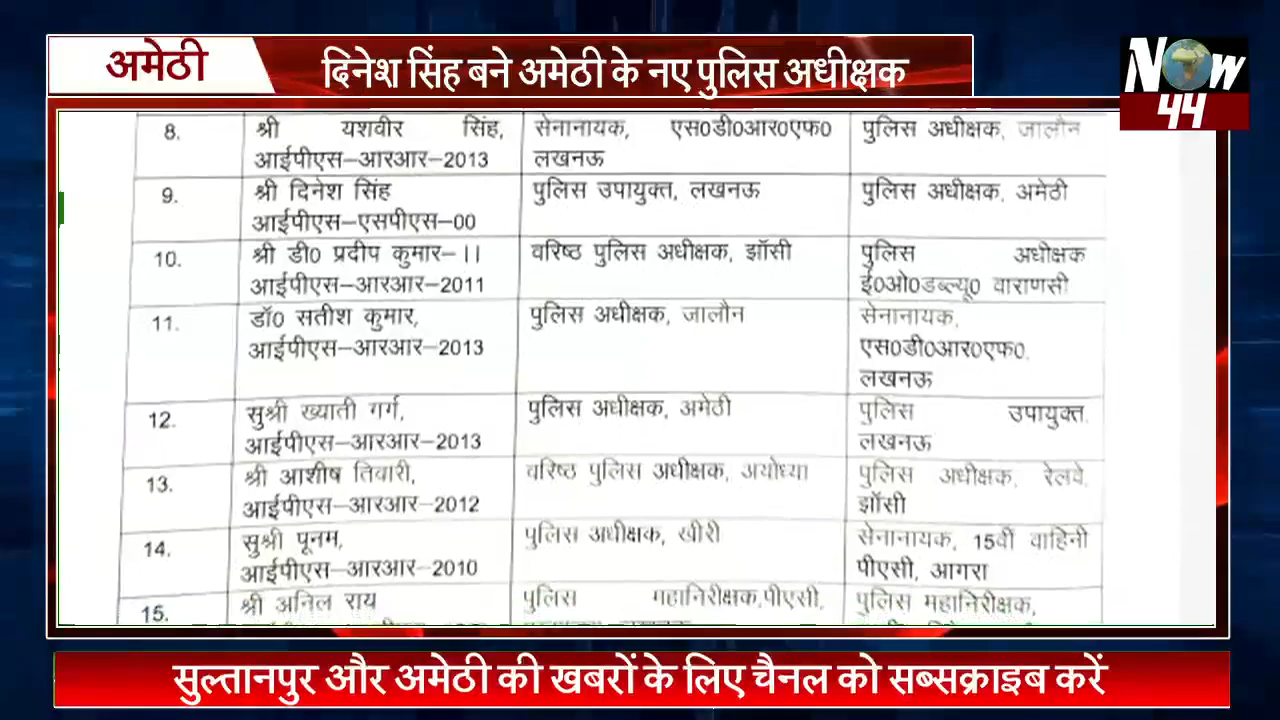 अमेठी
दिनेश सिंह बने अमेठी के नए पुलिस अधीक्षक
NOW
44
8. श्री यशवीर सिंह, सेनानायक, एस0डी0आर0एफ0 पुलिस अधीक्षक, जालौन
आईपीएस–आरआर–2013 लखनऊ
9. श्री दिनेश सिंह पुलिस उपायुक्त, लखनऊ पुलिस अधीक्षक, अमेठी
आईपीएस–एसपीएस–00
10. श्री डी0 प्रदीप कुमार–।। वरिष्ठ पुलिस अधीक्षक, झॉसी पुलिस अधीक्षक
आईपीएस–आरआर–2011 ई0ओ0डब्ल्यू0 वाराणसी
11. डॉ0 सतीश कुमार, पुलिस अधीक्षक, जालौन सेनानायक,
आईपीएस–आरआर–2013 एस0डी0आर0एफ0,
लखनऊ
12. सुश्री ख्याती गर्ग, पुलिस अधीक्षक, अमेठी पुलिस उपायुक्त,
आईपीएस–आरआर–2013 लखनऊ
13. श्री आशीष तिवारी, वरिष्ठ पुलिस अधीक्षक, अयोध्या पुलिस अधीक्षक, रेलवे,
आईपीएस–आरआर–2012 झॉसी
14. सुश्री पूनम, पुलिस अधीक्षक, खीरी सेनानायक, 15वीं वाहिनी
आईपीएस–आरआर–2010 पीएसी, आगरा
15. श्री अनिल राय पुलिस महानिरीक्षक,पीएसी, पुलिस महानिरीक्षक,
सुल्तानपुर और अमेठी की खबरों के लिए चैनल को सब्सक्राइब करें